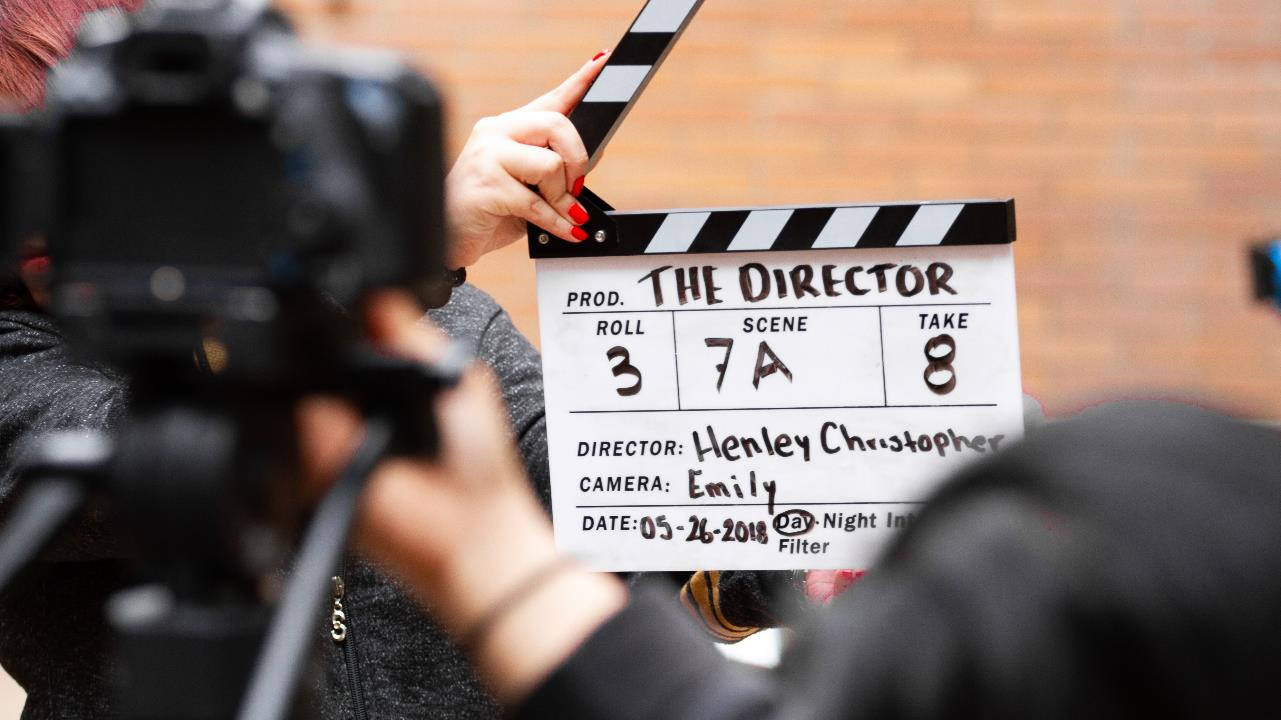 PROD. THE DIRECTOR
ROLL SCENE TAKE
3 7A 8
DIRECTOR: Henley Christopher
CAMERA: Emily
DATE: 05-26-2018 Day·Night
Filter